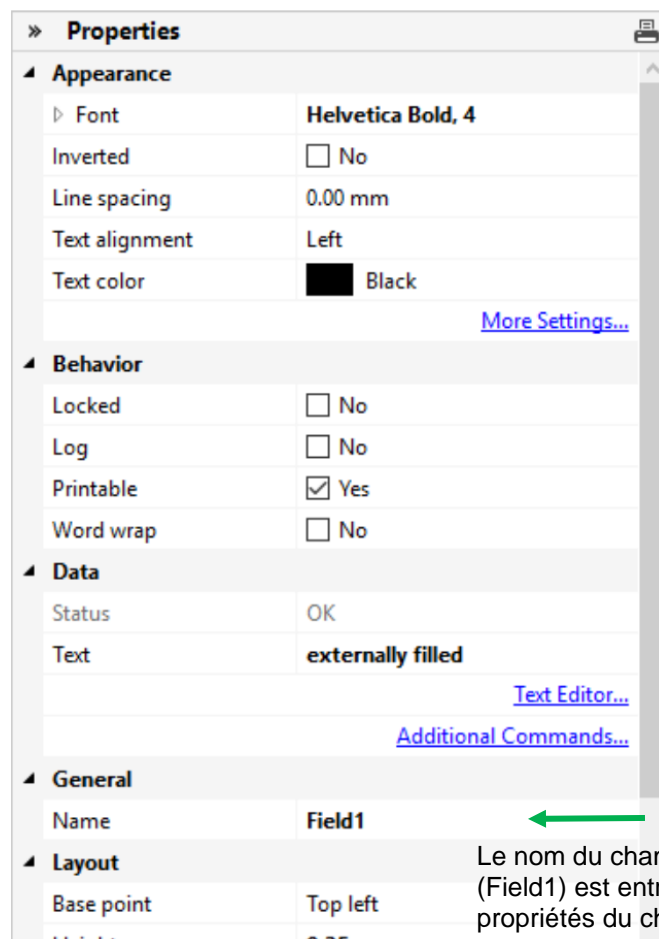 » Properties
Appearance
Font Helvetica Bold, 4
Inverted No
Line spacing 0.00 mm
Text alignment Left
Text color Black
More Settings...
Behavior
Locked No
Log No
Printable Yes
Word wrap No
Data
Status OK
Text externally filled
Text Editor...
Additional Commands...
General
Name Field1
Layout
Le nom du
(Field1) est
Base point Top left
propriétés du